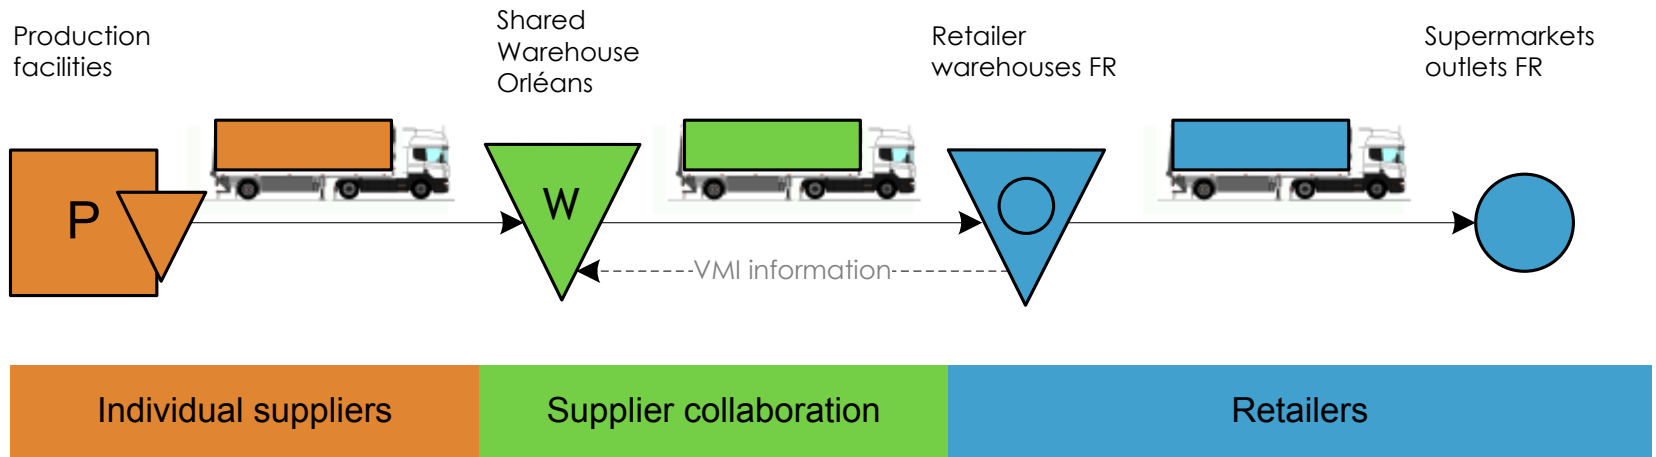 Production
facilities
Shared
Warehouse
Orléans
Retailer
warehouses FR
Supermarkets
outlets FR
P
W
VMI information
Individual suppliers
Supplier collaboration
Retailers